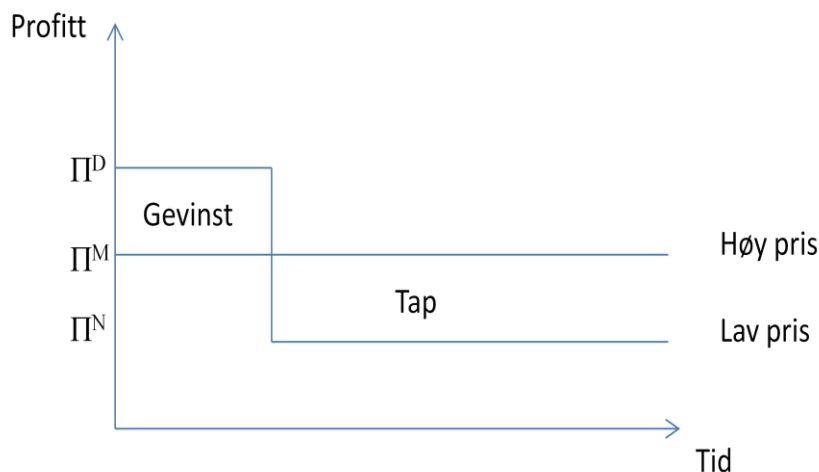 Profitt
Π^D
Gevinst
Π^M
Høy pris
Tap
Π^N
Lav pris
Tid